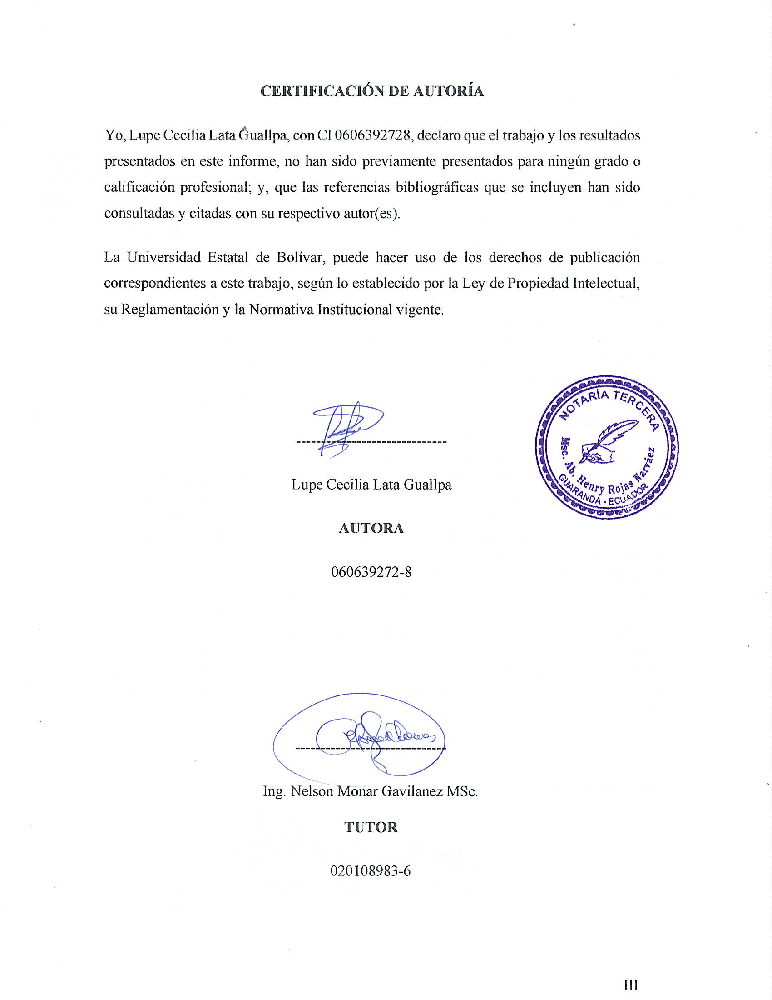 CERTIFICACIÓN DE AUTORÍA
Yo, Lupe Cecilia Lata Guallpa, con CI 0606392728, declaro que el trabajo y los resultados
presentados en este informe, no han sido previamente presentados para ningún grado o
calificación profesional; y, que las referencias bibliográficas que se incluyen han sido
consultadas y citadas con su respectivo autor(es).
La Universidad Estatal de Bolívar, puede hacer uso de los derechos de publicación
correspondientes a este trabajo, según lo establecido por la Ley de Propiedad Intelectual,
su Reglamentación y la Normativa Institucional vigente.
NOTARÍA TERCERA
Msc. Ab. Henry Rojas Narváez
GUARANDA - ECUADOR
Lupe Cecilia Lata Guallpa
AUTORA
060639272-8
Ing. Nelson Monar Gavilanez MSc.
TUTOR
020108983-6
III